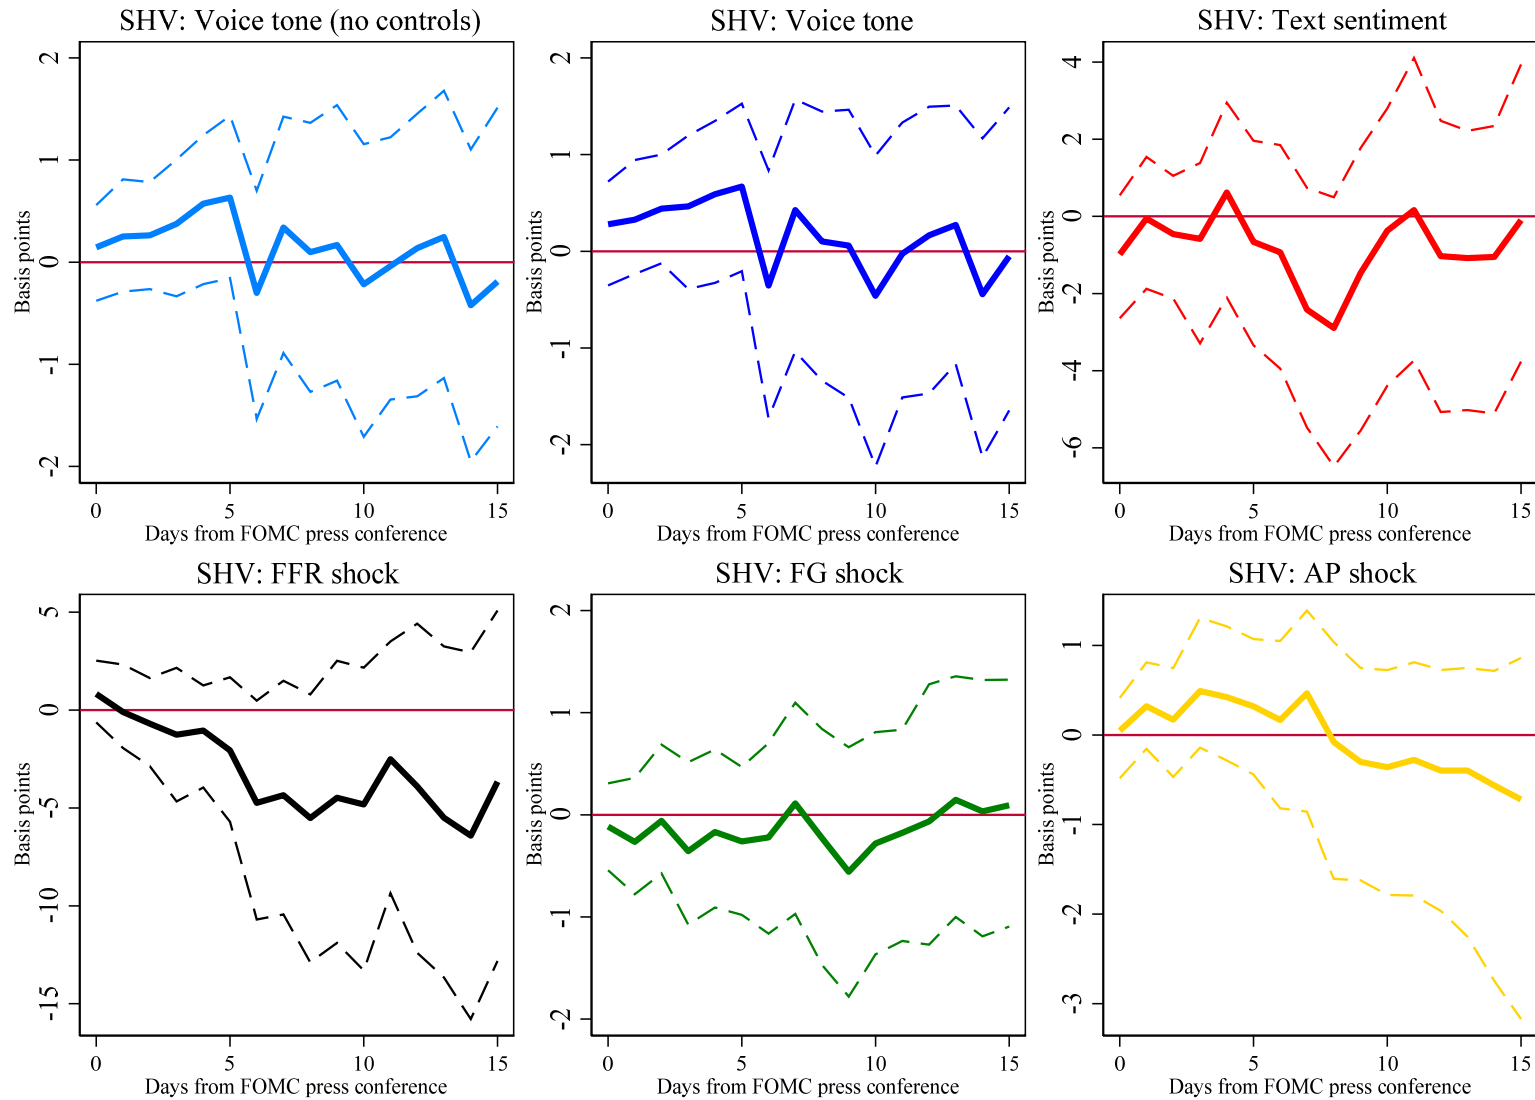 SHV: Voice tone (no controls)
Basis points
2
1
0
-1
-2
0 5 10 15
Days from FOMC press conference
SHV: Voice tone
Basis points
2
1
0
-1
-2
0 5 10 15
Days from FOMC press conference
SHV: Text sentiment
Basis points
4
2
0
-2
-4
-6
0 5 10 15
Days from FOMC press conference
SHV: FFR shock
Basis points
5
0
-5
-10
-15
0 5 10 15
Days from FOMC press conference
SHV: FG shock
Basis points
2
1
0
-1
-2
0 5 10 15
Days from FOMC press conference
SHV: AP shock
Basis points
1
0
-1
-2
-3
0 5 10 15
Days from FOMC press conference